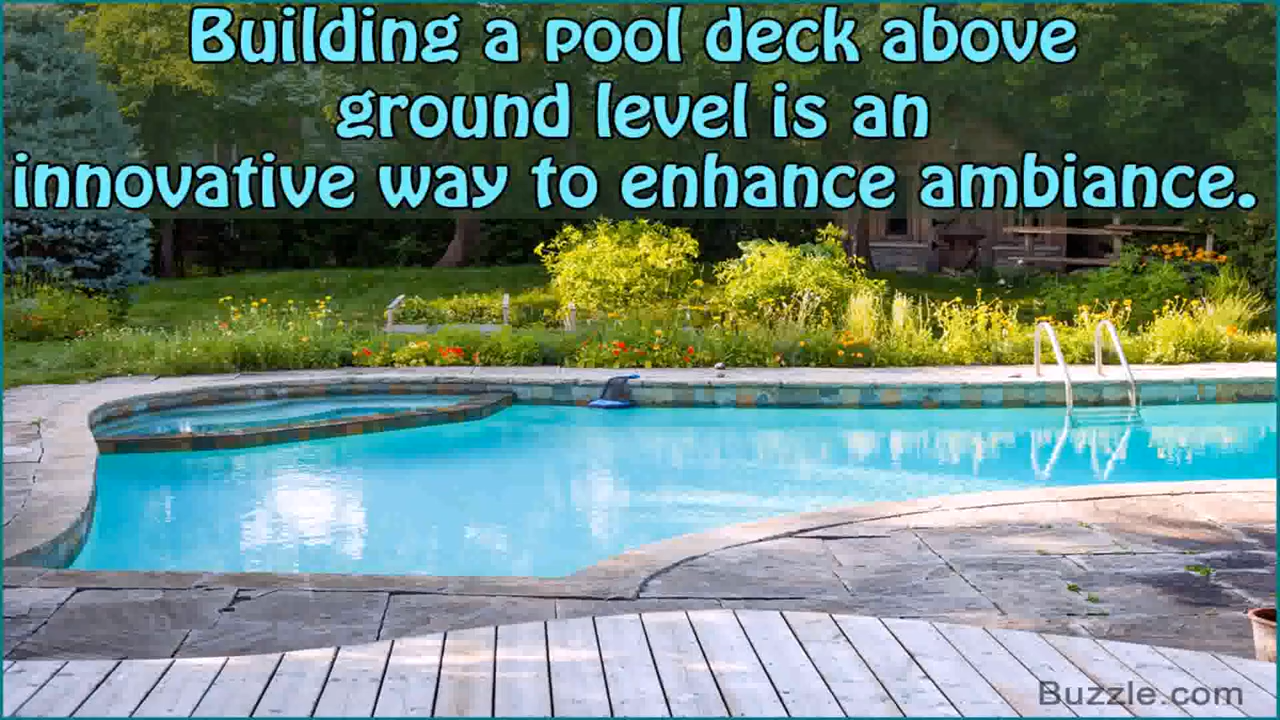 Building a pool deck above
ground level is an
innovative way to enhance ambiance.
Buzzle.com